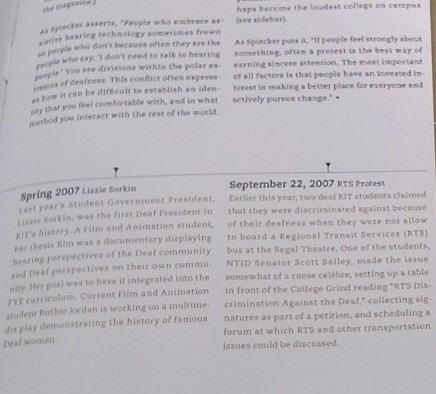 the magazine.)
As Spiecker asserts, "People who embrace as-
sistive hearing technology sometimes frown
on people who don't because often they are the
people who say, 'I don't need to talk to hearing
people.' You see divisions within the polar ex-
tremes of deafness. This conflict often express-
es how it can be difficult to establish an iden-
tity that you feel comfortable with, and in what
method you interact with the rest of the world.
haps become the loudest college on campus
(see sidebar).
As Spiecker puts it, "If people feel strongly about
something, often a protest is the best way of
earning sincere attention. The most important
of all factors is that people have an invested in-
terest in making a better place for everyone and
actively pursue change." •
Spring 2007 Lizzie Sorkin
Last year's Student Government President,
Lizzie Sorkin, was the first Deaf President in
RIT's history. A Film and Animation student,
her thesis film was a documentary displaying
hearing perspectives of the Deaf community
and Deaf perspectives on their own commu-
nity. Her goal was to have it integrated into the
FYE curriculum. Current Film and Animation
student Ruthie Jordan is working on a multime-
dia play demonstrating the history of famous
Deaf women.
September 22, 2007 RTS Protest
Earlier this year, two deaf RIT students claimed
that they were discriminated against because
of their deafness when they were not allow
to board a Regional Transit Services (RTS)
bus at the Regal Theatre. One of the students,
NTID Senator Scott Bailey, made the issue
somewhat of a cause célèbre, setting up a table
in front of the College Grind reading "RTS Dis-
crimination Against the Deaf," collecting sig-
natures as part of a petition, and scheduling a
forum at which RTS and other transportation
issues could be discussed.